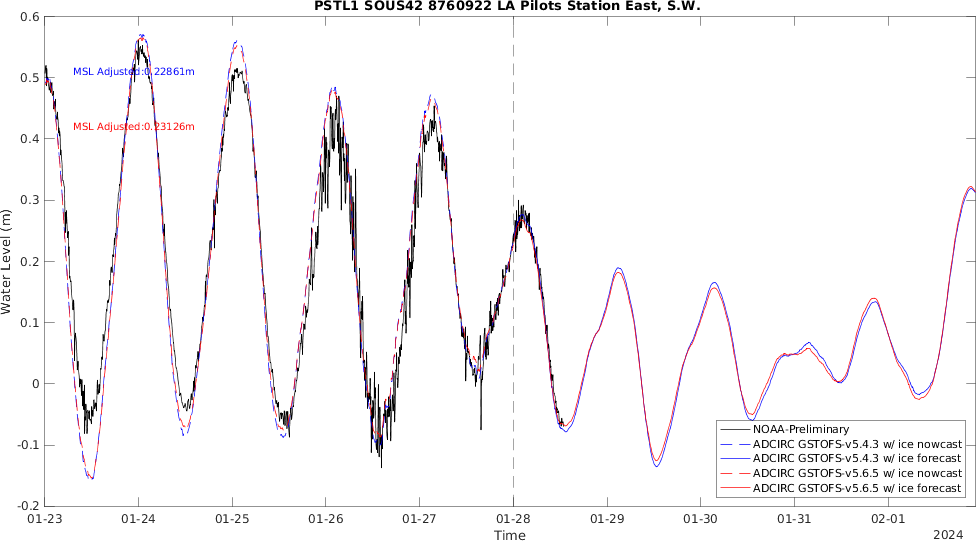 PSTL1 SOUS42 8760922 LA Pilots Station East, S.W.
0.6
0.5
0.4
0.3
0.2
0.1
0
-0.1
-0.2
Water Level (m)
MSL Adjusted:0.22861m
MSL Adjusted:0.23126m
NOAA-Preliminary
ADCIRC GSTOFS-v5.4.3 w/ ice nowcast
ADCIRC GSTOFS-v5.4.3 w/ ice forecast
ADCIRC GSTOFS-v5.6.5 w/ ice nowcast
ADCIRC GSTOFS-v5.6.5 w/ ice forecast
01-23 01-24 01-25 01-26 01-27 01-28 01-29 01-30 01-31 02-01
Time
2024